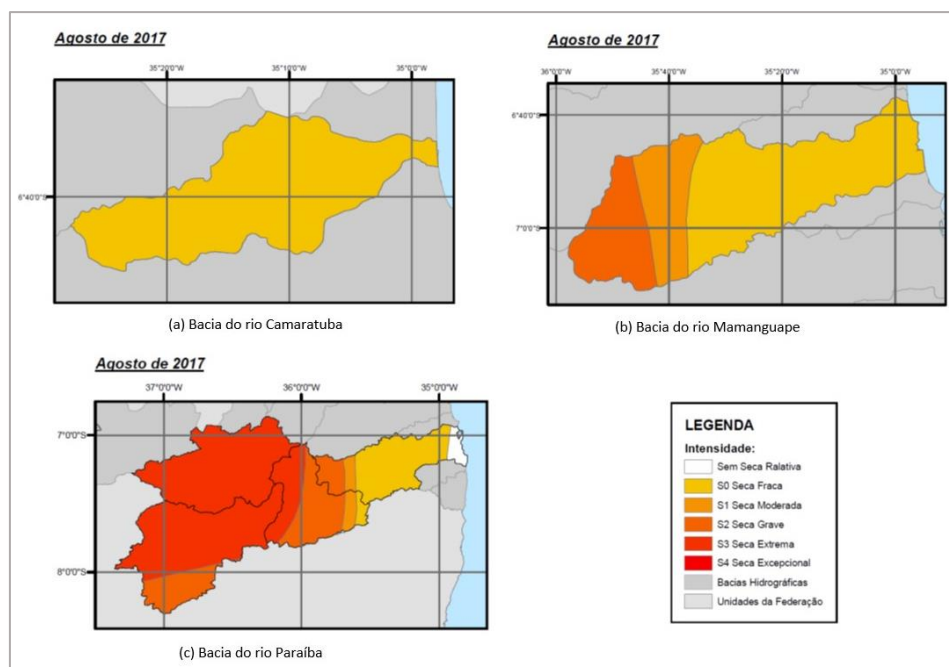 Agosto de 2017
35°20'0"W 35°10'0"W 35°0'0"W
6°40'0"S
(a) Bacia do rio Camaratuba
Agosto de 2017
36°0'0"W 35°40'0"W 35°20'0"W 35°0'0"W
6°40'0"S
7°0'0"S
(b) Bacia do rio Mamanguape
Agosto de 2017
37°0'0"W 36°0'0"W 35°0'0"W
7°0'0"S
8°0'0"S
(c) Bacia do rio Paraíba
LEGENDA
Intensidade:
Sem Seca Ralativa
S0 Seca Fraca
S1 Seca Moderada
S2 Seca Grave
S3 Seca Extrema
S4 Seca Excepcional
Bacias Hidrográficas
Unidades da Federação